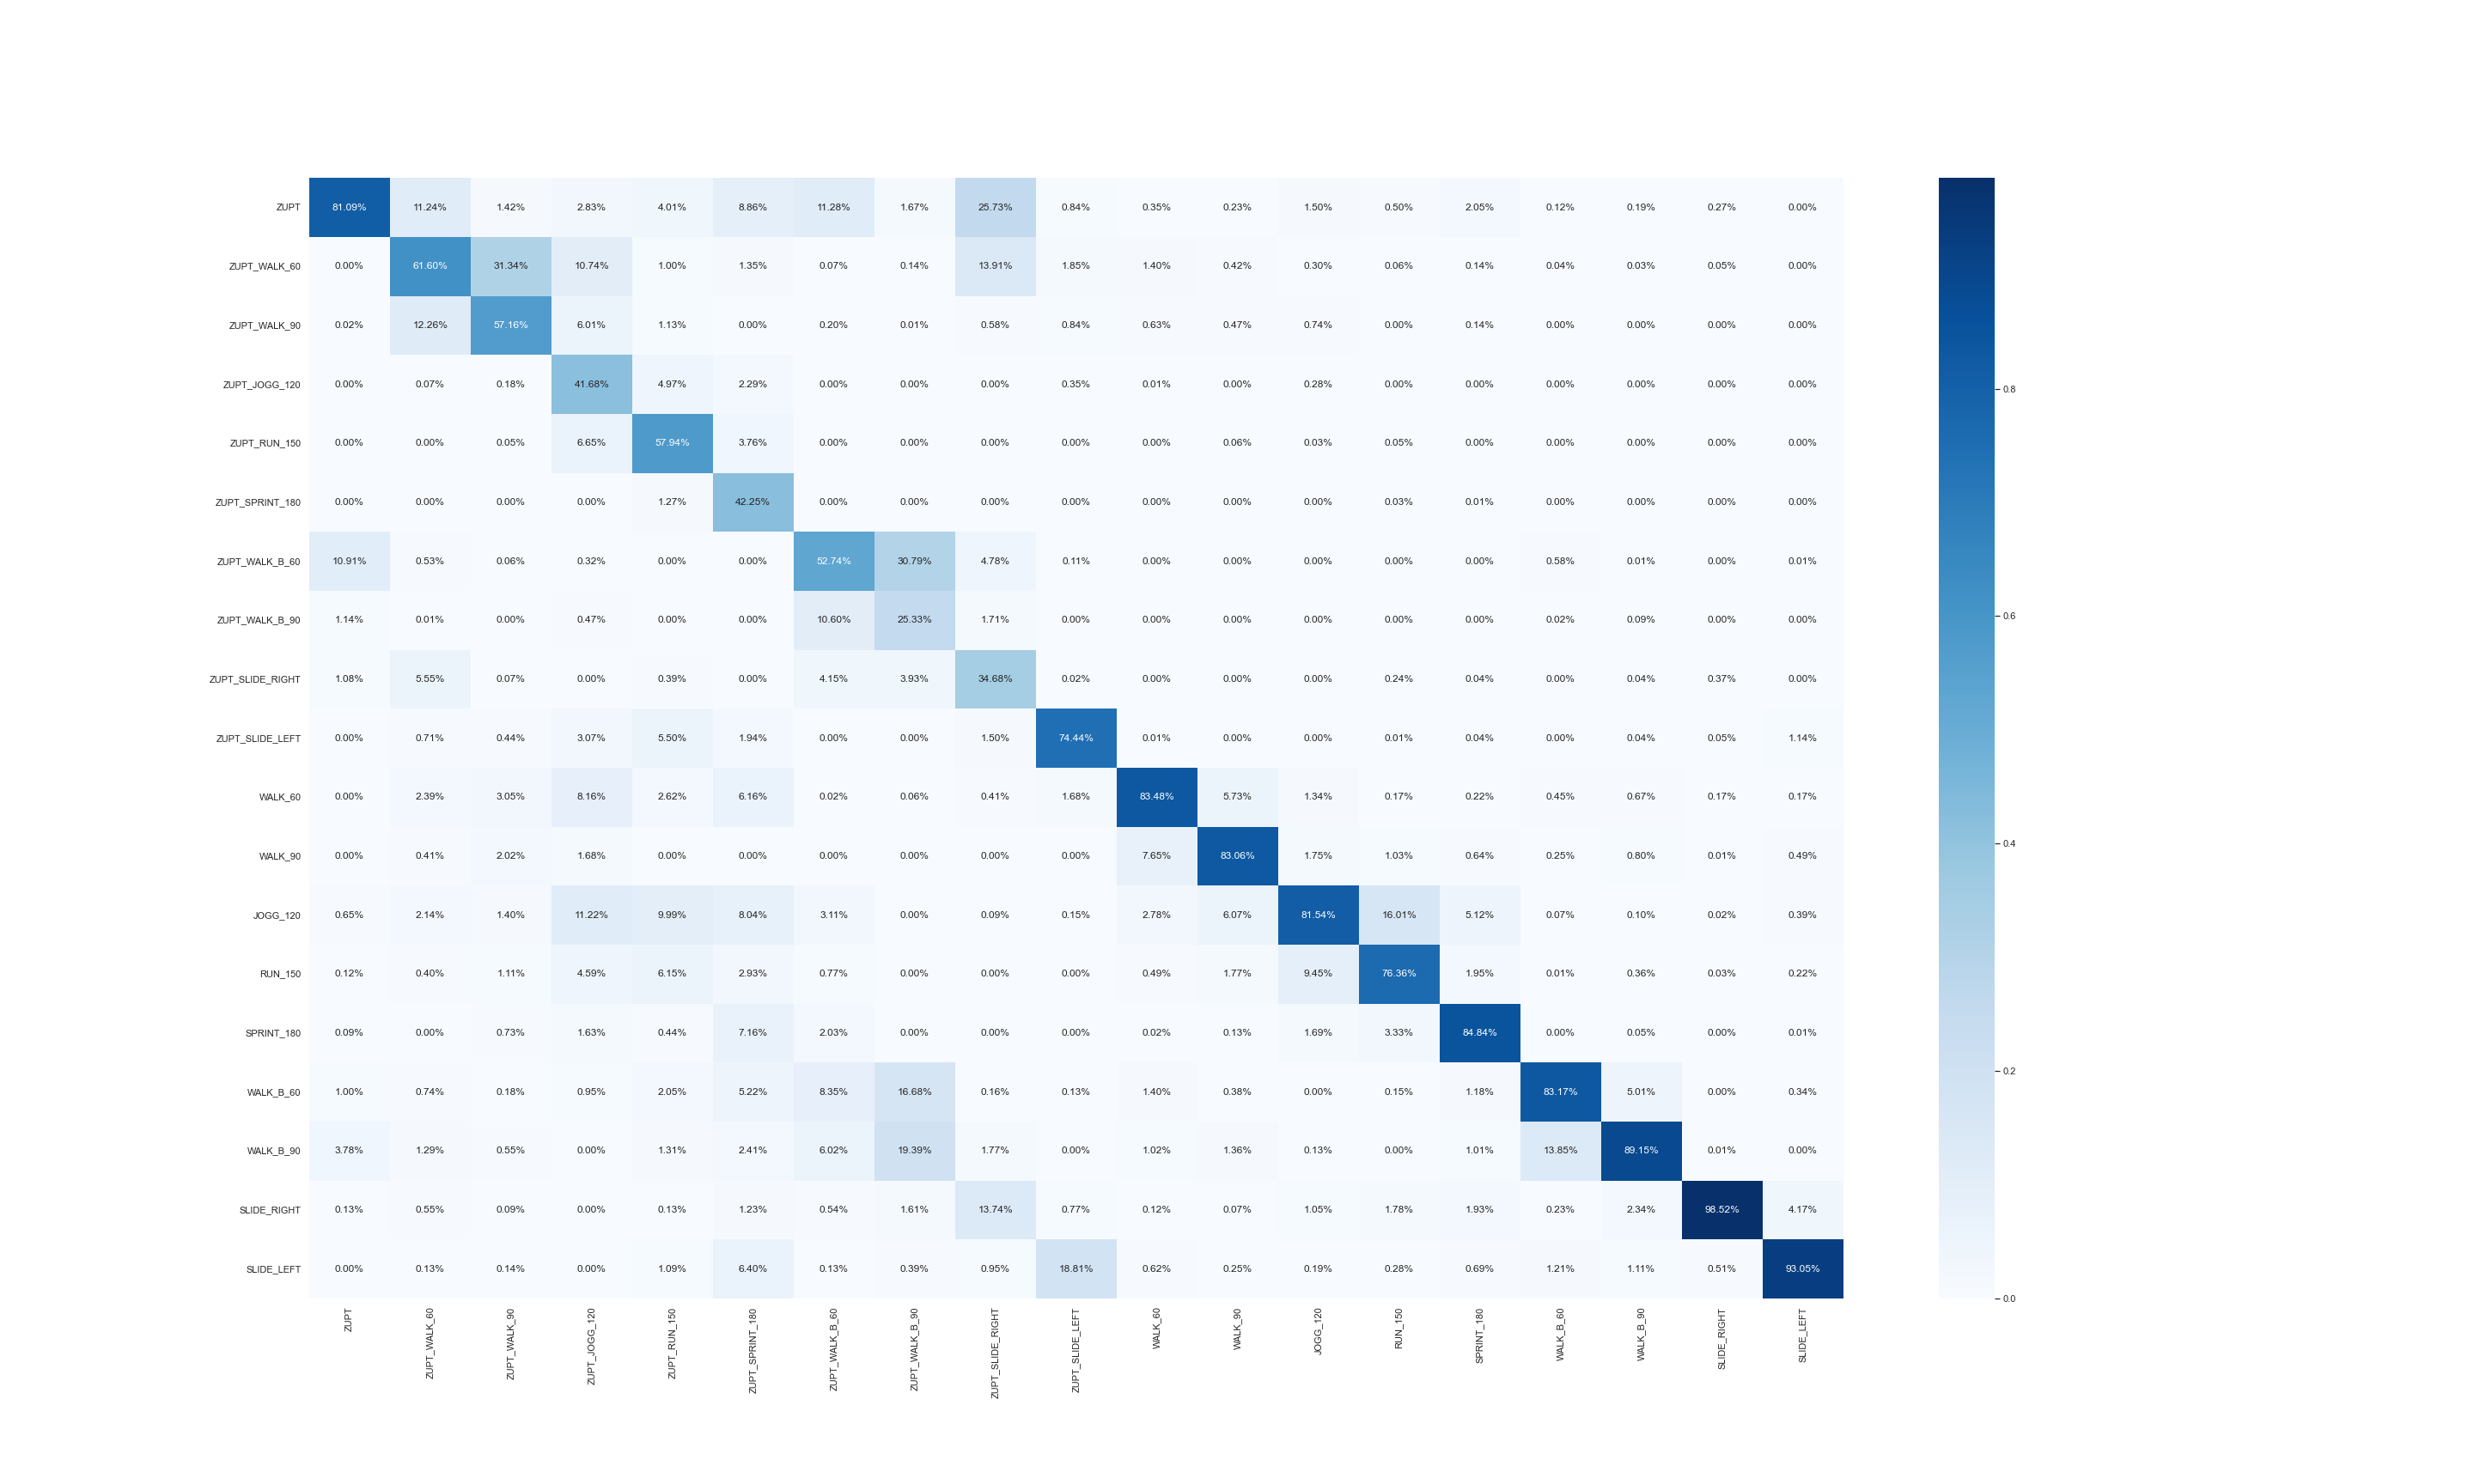 ZUPT 81.09% 11.24% 1.42% 2.83% 4.01% 8.86% 11.28% 1.67% 25.73% 0.84% 0.35% 0.23% 1.50% 0.50% 2.05% 0.12% 0.19% 0.27% 0.00%
ZUPT_WALK_60 0.00% 61.60% 31.34% 10.74% 1.00% 1.35% 0.07% 0.14% 13.91% 1.85% 1.40% 0.42% 0.30% 0.06% 0.14% 0.04% 0.03% 0.05% 0.00%
ZUPT_WALK_90 0.02% 12.26% 57.16% 6.01% 1.13% 0.00% 0.20% 0.01% 0.58% 0.84% 0.63% 0.47% 0.74% 0.00% 0.14% 0.00% 0.00% 0.00% 0.00%
ZUPT_JOGG_120 0.00% 0.07% 0.18% 41.68% 4.97% 2.29% 0.00% 0.00% 0.00% 0.35% 0.01% 0.00% 0.28% 0.00% 0.00% 0.00% 0.00% 0.00% 0.00%
0.8
ZUPT_RUN_150 0.00% 0.00% 0.05% 6.65% 57.94% 3.76% 0.00% 0.00% 0.00% 0.00% 0.00% 0.06% 0.03% 0.05% 0.00% 0.00% 0.00% 0.00% 0.00%
ZUPT_SPRINT_180 0.00% 0.00% 0.00% 0.00% 1.27% 42.25% 0.00% 0.00% 0.00% 0.00% 0.00% 0.00% 0.00% 0.03% 0.01% 0.00% 0.00% 0.00% 0.00%
ZUPT_WALK_B_60 10.91% 0.53% 0.06% 0.32% 0.00% 0.00% 52.74% 30.79% 4.78% 0.11% 0.00% 0.00% 0.00% 0.00% 0.00% 0.58% 0.01% 0.00% 0.01%
0.6
ZUPT_WALK_B_90 1.14% 0.01% 0.00% 0.47% 0.00% 0.00% 10.60% 25.33% 1.71% 0.00% 0.00% 0.00% 0.00% 0.00% 0.00% 0.02% 0.09% 0.00% 0.00%
ZUPT_SLIDE_RIGHT 1.08% 5.55% 0.07% 0.00% 0.39% 0.00% 4.15% 3.93% 34.68% 0.02% 0.00% 0.00% 0.00% 0.24% 0.04% 0.00% 0.04% 0.37% 0.00%
ZUPT_SLIDE_LEFT 0.00% 0.71% 0.44% 3.07% 5.50% 1.94% 0.00% 0.00% 1.50% 74.44% 0.01% 0.00% 0.00% 0.01% 0.04% 0.00% 0.04% 0.05% 1.14%
WALK_60 0.00% 2.39% 3.05% 8.16% 2.62% 6.16% 0.02% 0.06% 0.41% 1.68% 83.48% 5.73% 1.34% 0.17% 0.22% 0.45% 0.67% 0.17% 0.17%
0.4
WALK_90 0.00% 0.41% 2.02% 1.68% 0.00% 0.00% 0.00% 0.00% 0.00% 0.00% 7.65% 83.06% 1.75% 1.03% 0.64% 0.25% 0.80% 0.01% 0.49%
JOGG_120 0.65% 2.14% 1.40% 11.22% 9.99% 8.04% 3.11% 0.00% 0.09% 0.15% 2.78% 6.07% 81.54% 16.01% 5.12% 0.07% 0.10% 0.02% 0.39%
RUN_150 0.12% 0.40% 1.11% 4.59% 6.15% 2.93% 0.77% 0.00% 0.00% 0.00% 0.49% 1.77% 9.45% 76.36% 1.95% 0.01% 0.36% 0.03% 0.22%
SPRINT_180 0.09% 0.00% 0.73% 1.63% 0.44% 7.16% 2.03% 0.00% 0.00% 0.00% 0.02% 0.13% 1.69% 3.33% 84.84% 0.00% 0.05% 0.00% 0.01%
0.2
WALK_B_60 1.00% 0.74% 0.18% 0.95% 2.05% 5.22% 8.35% 16.68% 0.16% 0.13% 1.40% 0.38% 0.00% 0.15% 1.18% 83.17% 5.01% 0.00% 0.34%
WALK_B_90 3.78% 1.29% 0.55% 0.00% 1.31% 2.41% 6.02% 19.39% 1.77% 0.00% 1.02% 1.36% 0.13% 0.00% 1.01% 13.85% 89.15% 0.01% 0.00%
SLIDE_RIGHT 0.13% 0.55% 0.09% 0.00% 0.13% 1.23% 0.54% 1.61% 13.74% 0.77% 0.12% 0.07% 1.05% 1.78% 1.93% 0.23% 2.34% 98.52% 4.17%
SLIDE_LEFT 0.00% 0.13% 0.14% 0.00% 1.09% 6.40% 0.13% 0.39% 0.95% 18.81% 0.62% 0.25% 0.19% 0.28% 0.69% 1.21% 1.11% 0.51% 93.05%
0.0
ZUPT
ZUPT_WALK_60
ZUPT_WALK_90
ZUPT_JOGG_120
ZUPT_RUN_150
ZUPT_SPRINT_180
ZUPT_WALK_B_60
ZUPT_WALK_B_90
ZUPT_SLIDE_RIGHT
ZUPT_SLIDE_LEFT
WALK_60
WALK_90
JOGG_120
RUN_150
SPRINT_180
WALK_B_60
WALK_B_90
SLIDE_RIGHT
SLIDE_LEFT